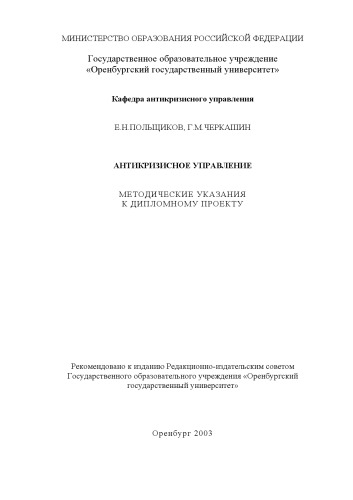 МИНИСТЕРСТВО ОБРАЗОВАНИЯ РОССИЙСКОЙ ФЕДЕРАЦИИ
Государственное образовательное учреждение
«Оренбургский государственный университет»
Кафедра антикризисного управления
Е.Н.ПОЛЬЩИКОВ, Г.М.ЧЕРКАШИН
АНТИКРИЗИСНОЕ УПРАВЛЕНИЕ
МЕТОДИЧЕСКИЕ УКАЗАНИЯ
К ДИПЛОМНОМУ ПРОЕКТУ
Рекомендовано к изданию Редакционно-издательским советом
Государственного образовательного учреждения «Оренбургский
государственный университет»
Оренбург 2003